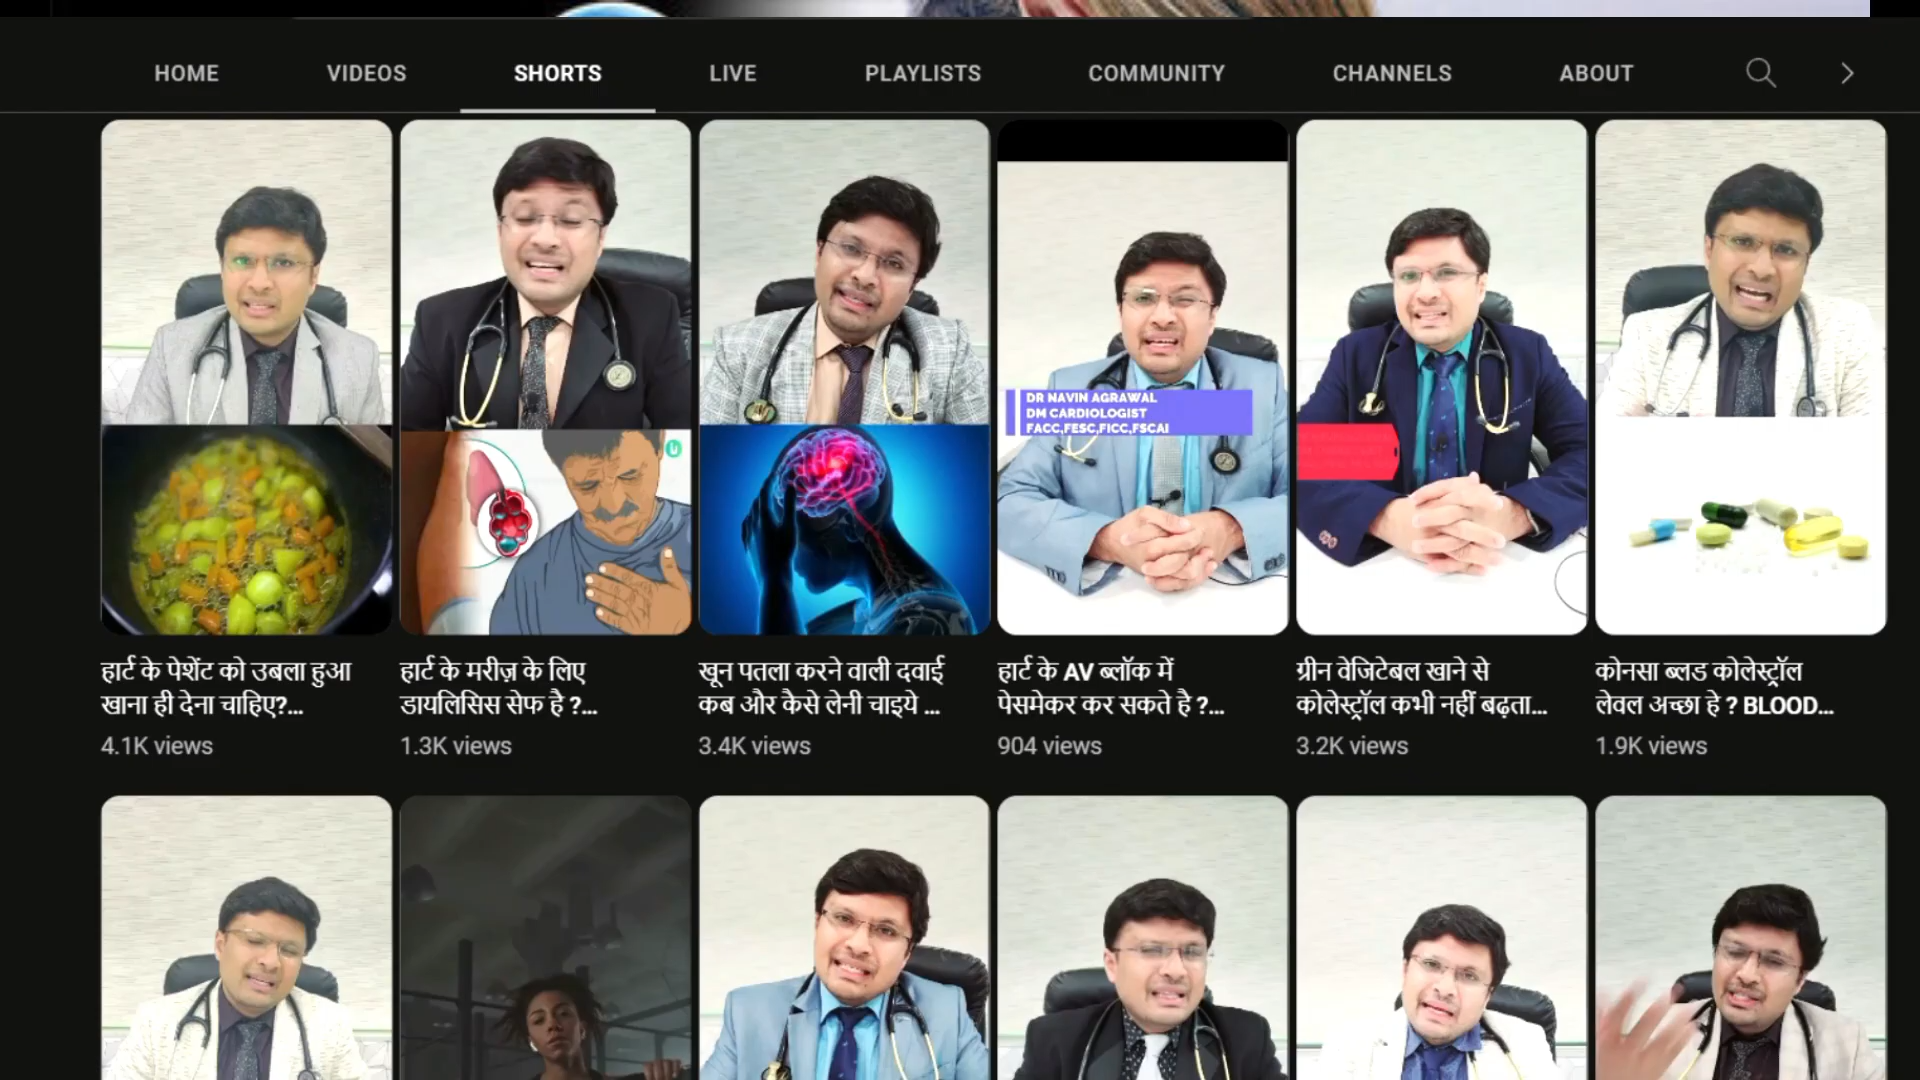 HOME VIDEOS SHORTS LIVE PLAYLISTS COMMUNITY CHANNELS ABOUT
DR NAVIN AGRAWAL
DM CARDIOLOGIST
FACC,FESC,FICC,FSCAI
हार्ट के पेशेंट को उबला हुआ
खाना ही देना चाहिए?...
4.1K views
हार्ट के मरीज़ के लिए
डायलिसिस सेफ है ?...
1.3K views
खून पतला करने वाली दवाई
कब और कैसे लेनी चाइये ...
3.4K views
हार्ट के AV ब्लॉक में
पेसमेकर कर सकते है ?...
904 views
ग्रीन वेजिटेबल खाने से
कोलेस्ट्रॉल कभी नहीं बढ़ता...
3.2K views
कोनसा ब्लड कोलेस्ट्रॉल
लेवल अच्छा हे ? BLOOD...
1.9K views